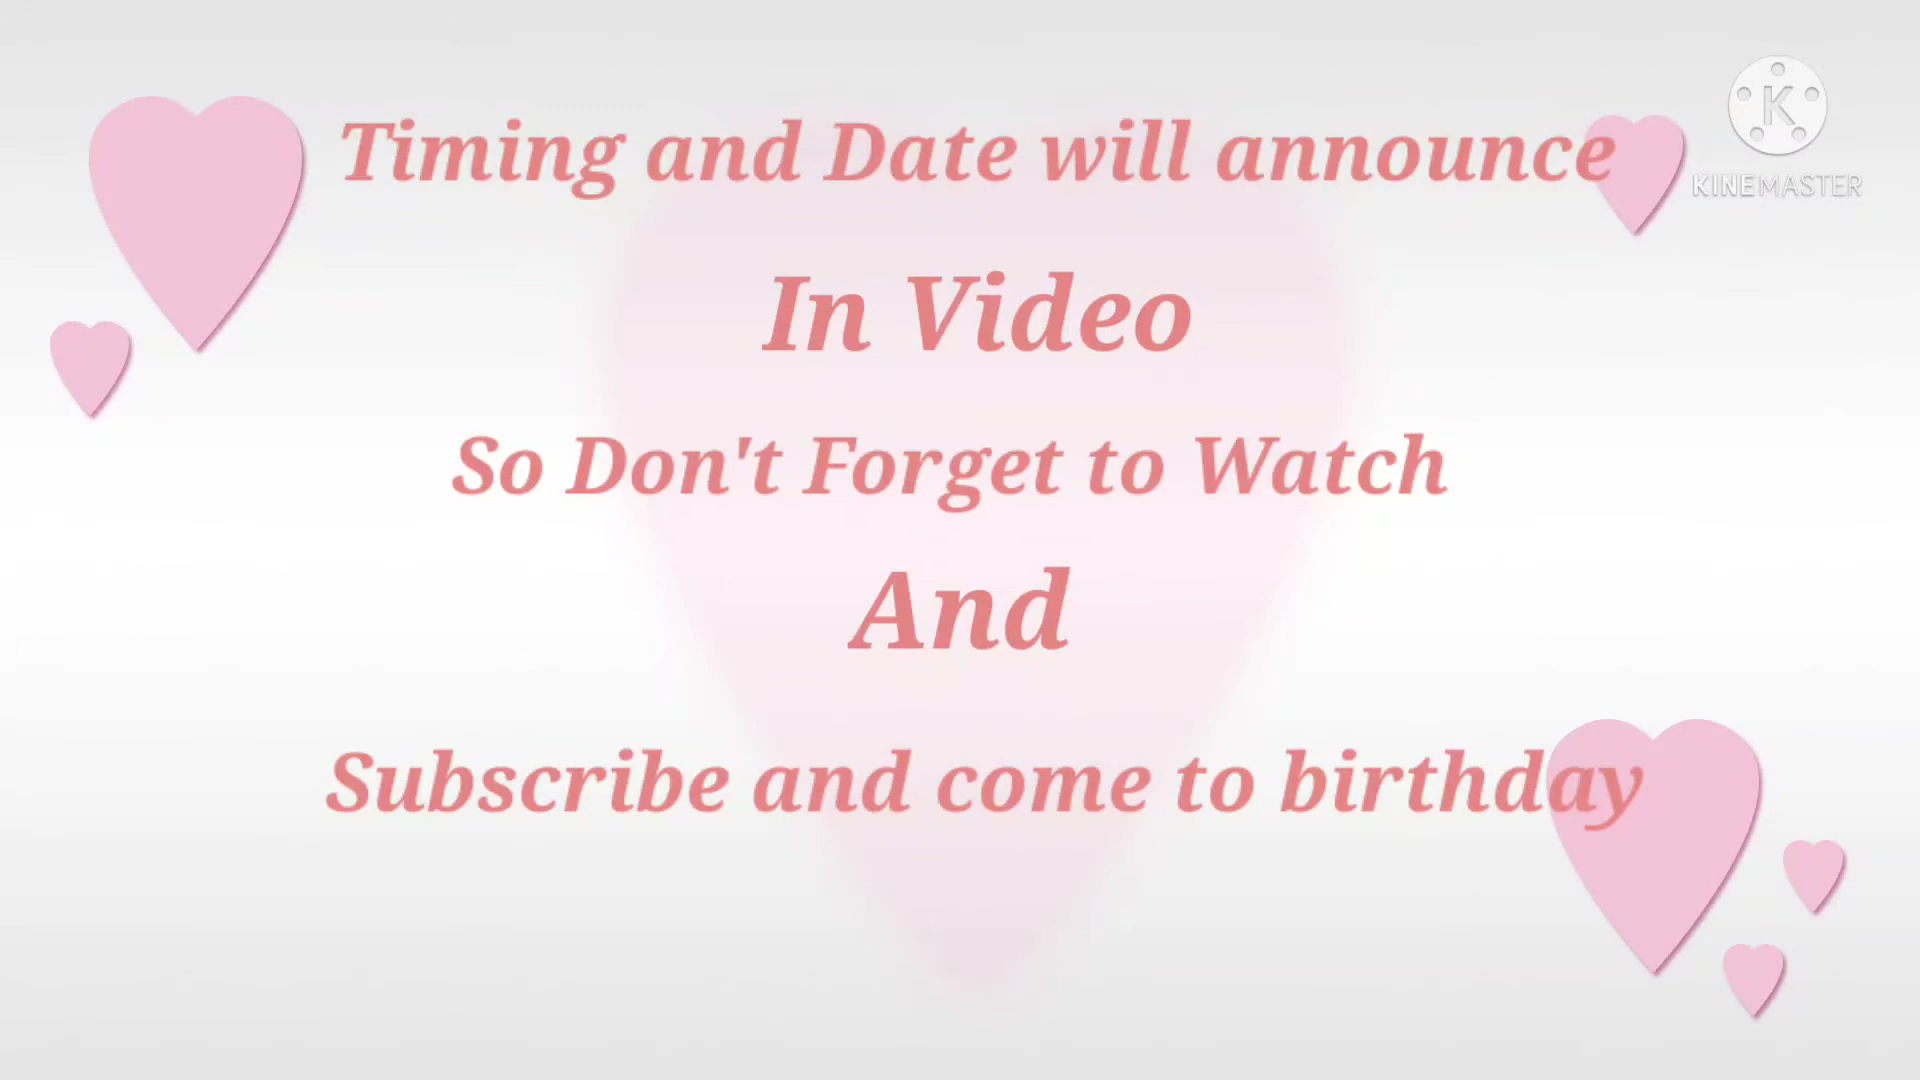 Timing and Date will announce
K
KINEMASTER
In Video
So Don't Forget to Watch
And
Subscribe and come to birthday